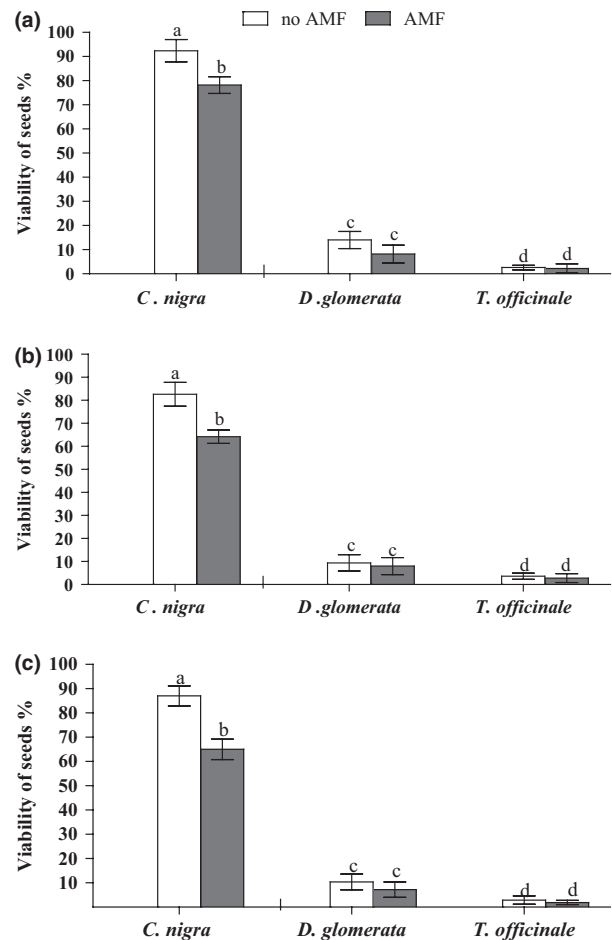 (a)
no AMF AMF
Viability of seeds %
100
90
80
70
60
50
40
30
20
10
0
a
b
c
c
d
d
C. nigra D.glomerata T. officinale
(b)
Viability of seeds %
100
90
80
70
60
50
40
30
20
10
0
a
b
c
c
d
d
C. nigra D.glomerata T. officinale
(c)
Viability of seeds %
100
90
80
70
60
50
40
30
20
10
a
b
c
c
d
d
C. nigra D. glomerata T. officinale